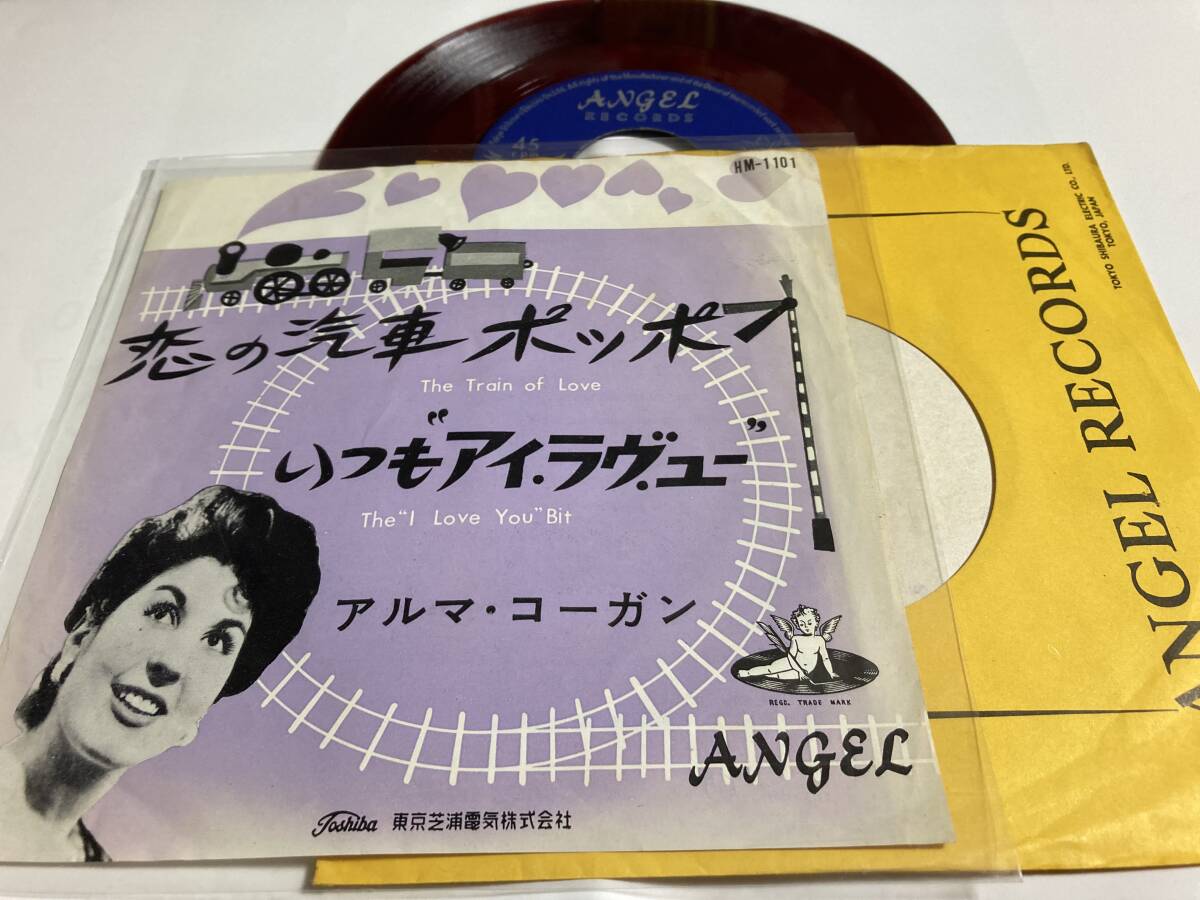 ANGEL
RECORDS
45
HM-1101
恋の汽車 ポッポー
The Train of Love
いつも"アイ・ラヴ・ユー"
The "I Love You" Bit
アルマ・コーガン
REGD. TRADE MARK
ANGEL
Toshiba 東京芝浦電気株式会社
ANGEL RECORDS
TOKYO SHIBAURA ELECTRIC CO., LTD.
TOKYO, JAPAN